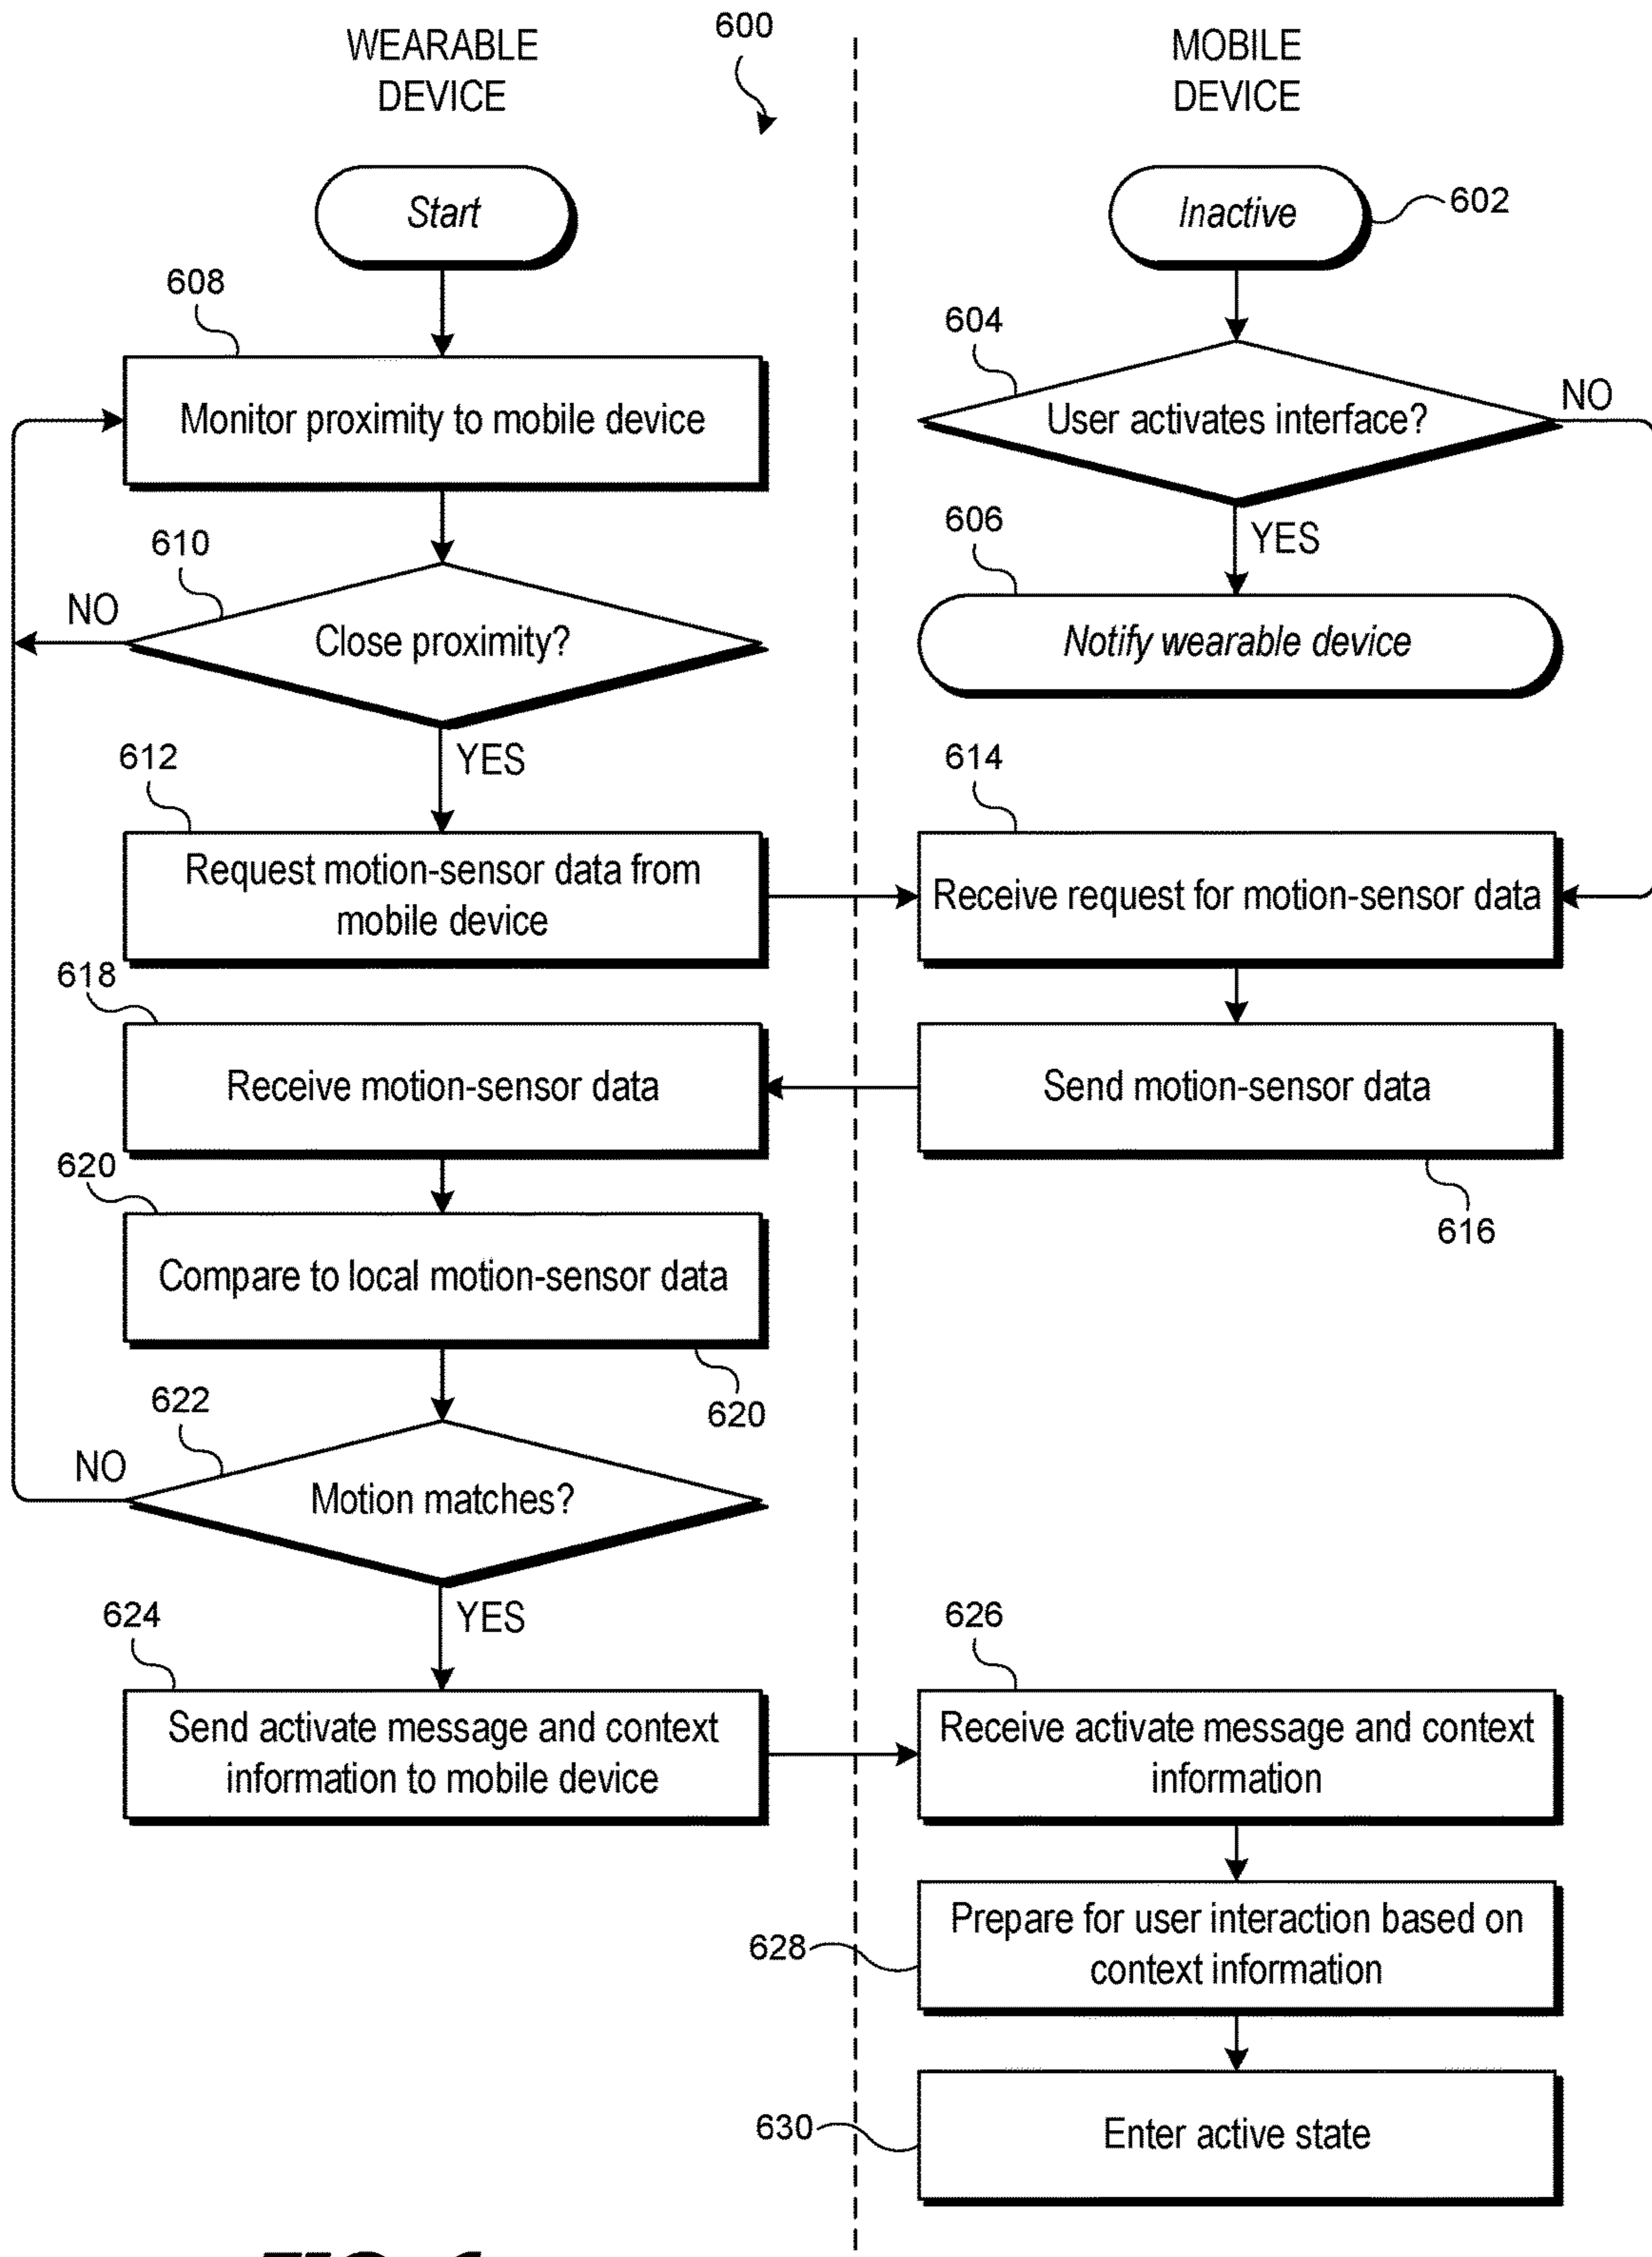 600
WEARABLE
DEVICE
MOBILE
DEVICE
Start
Inactive
602
608
Monitor proximity to mobile device
604
User activates interface?
NO
YES
606
Notify wearable device
610
Close proximity?
NO
YES
612
Request motion-sensor data from
mobile device
614
Receive request for motion-sensor data
618
Receive motion-sensor data
Send motion-sensor data
616
620
Compare to local motion-sensor data
620
622
Motion matches?
NO
YES
624
Send activate message and context
information to mobile device
626
Receive activate message and context
information
628
Prepare for user interaction based on
context information
630
Enter active state